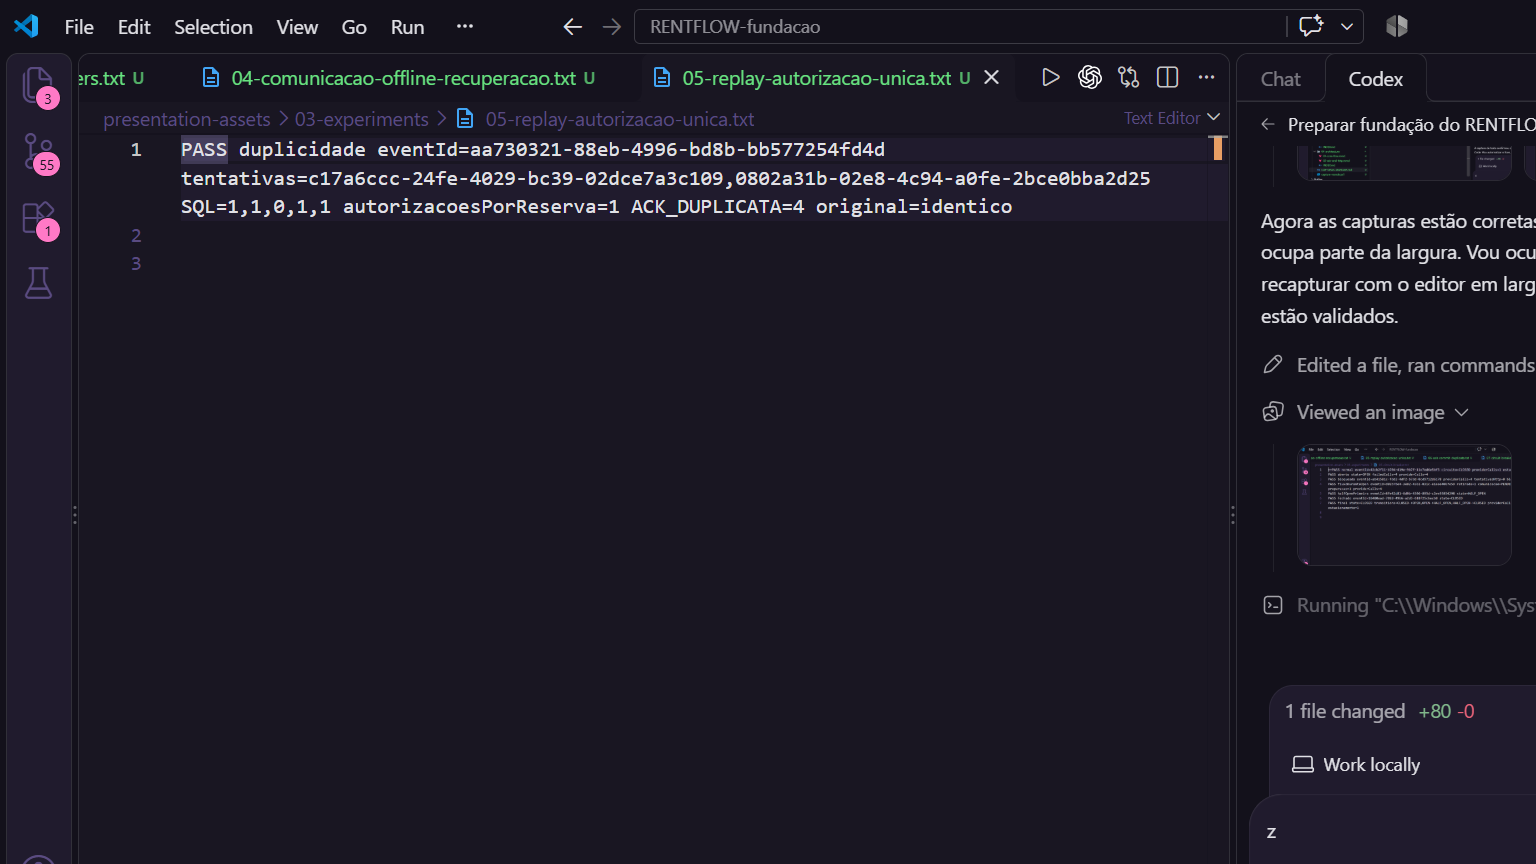 File Edit Selection View Go Run ...
RENTFLOW-fundacao
ers.txt U
04-comunicacao-offline-recuperacao.txt U
05-replay-autorizacao-unica.txt U
presentation-assets > 03-experiments > 05-replay-autorizacao-unica.txt
Text Editor
1 PASS duplicidade eventId=aa730321-88eb-4996-bd8b-bb577254fd4d
tentativas=c17a6ccc-24fe-4029-bc39-02dce7a3c109,0802a31b-02e8-4c94-a0fe-2bce0bba2d25
SQL=1,1,0,1,1 autorizacoesPorReserva=1 ACK_DUPLICATA=4 original=identico
2
3
3
55
1
Chat Codex
Preparar fundação do RENTFLO
Agora as capturas estão corretas
ocupa parte da largura. Vou ocu
recapturar com o editor em larg
estão validados.
Edited a file, ran commands
Viewed an image
Running "C:\\Windows\\Sys
1 file changed +80 -0
Work locally
z